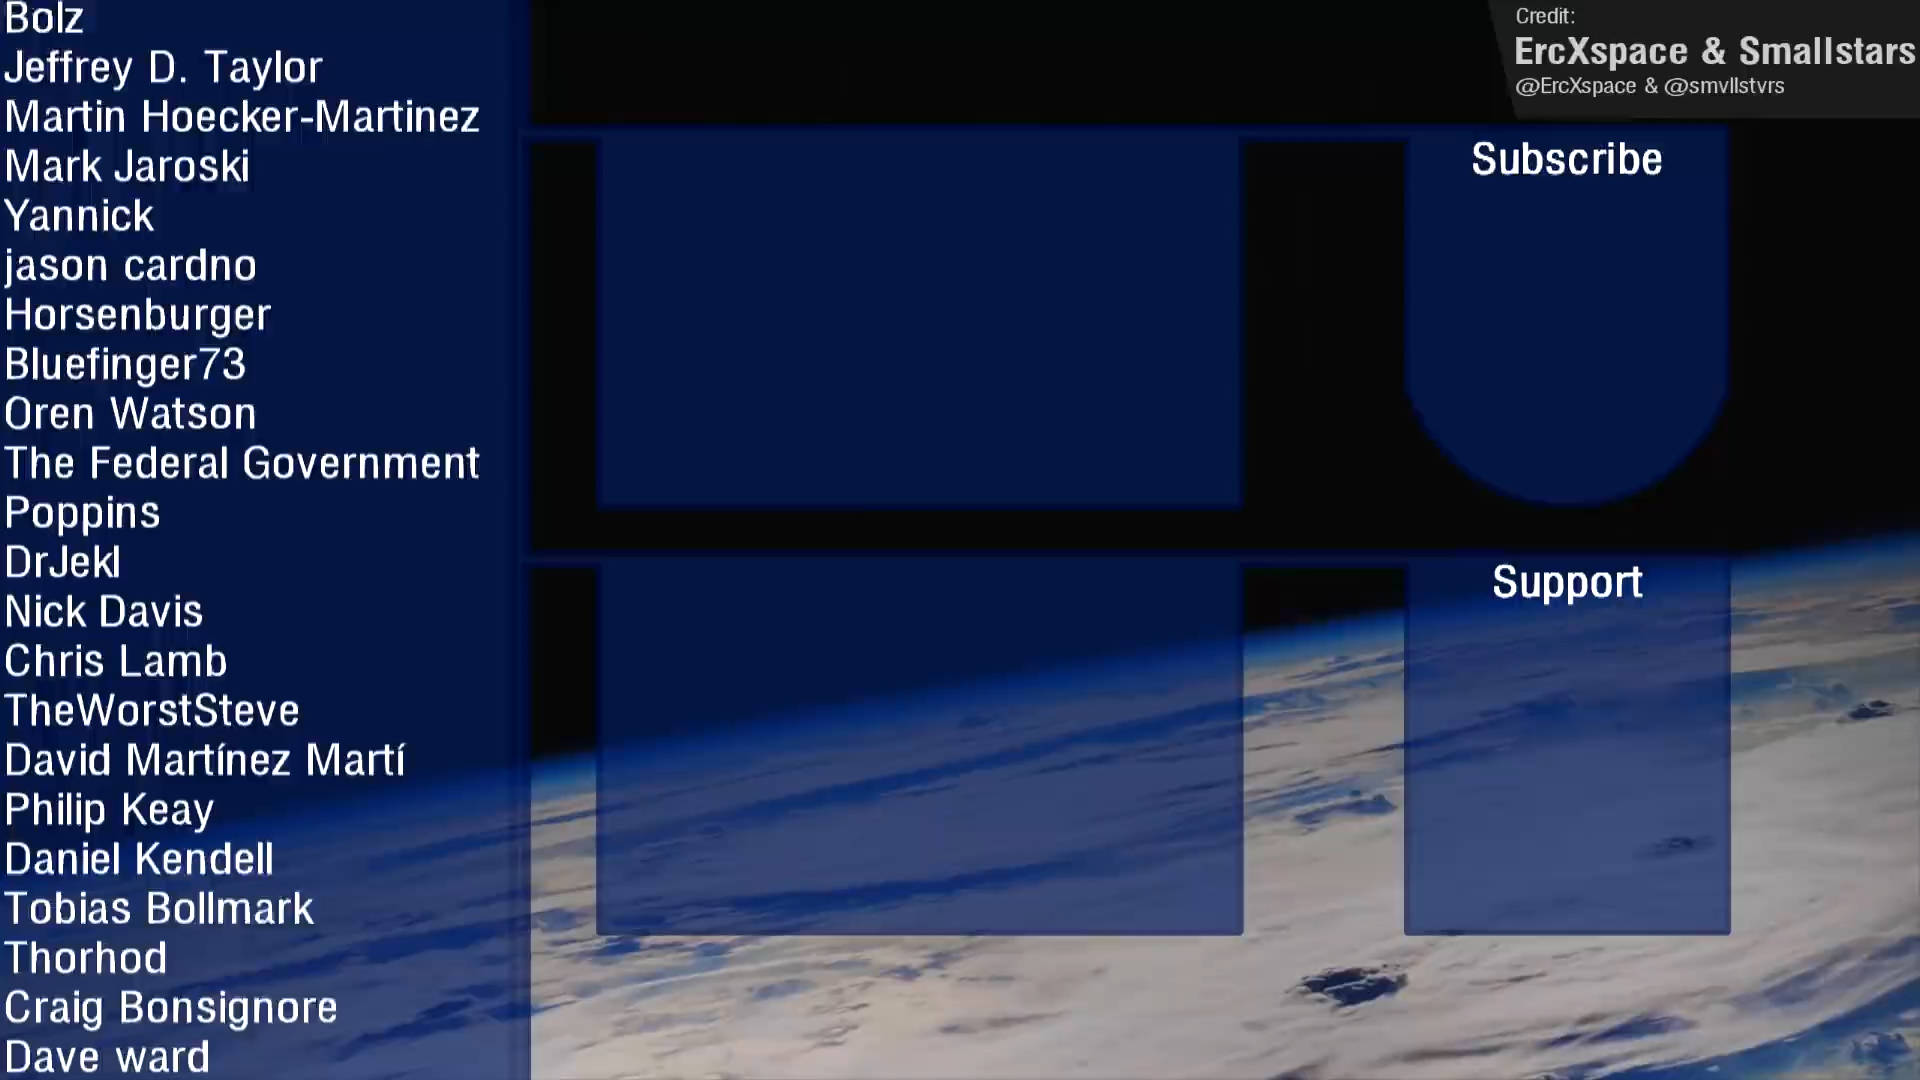 Bolz
Jeffrey D. Taylor
Martin Hoecker-Martinez
Mark Jaroski
Yannick
jason cardno
Horsenburger
Bluefinger73
Oren Watson
The Federal Government
Poppins
DrJekl
Nick Davis
Chris Lamb
TheWorstSteve
David Martínez Martí
Philip Keay
Daniel Kendell
Tobias Bollmark
Thorhod
Craig Bonsignore
Dave ward
Credit:
ErcXspace & Smallstars
@ErcXspace & @smvllstvrs
Subscribe
Support